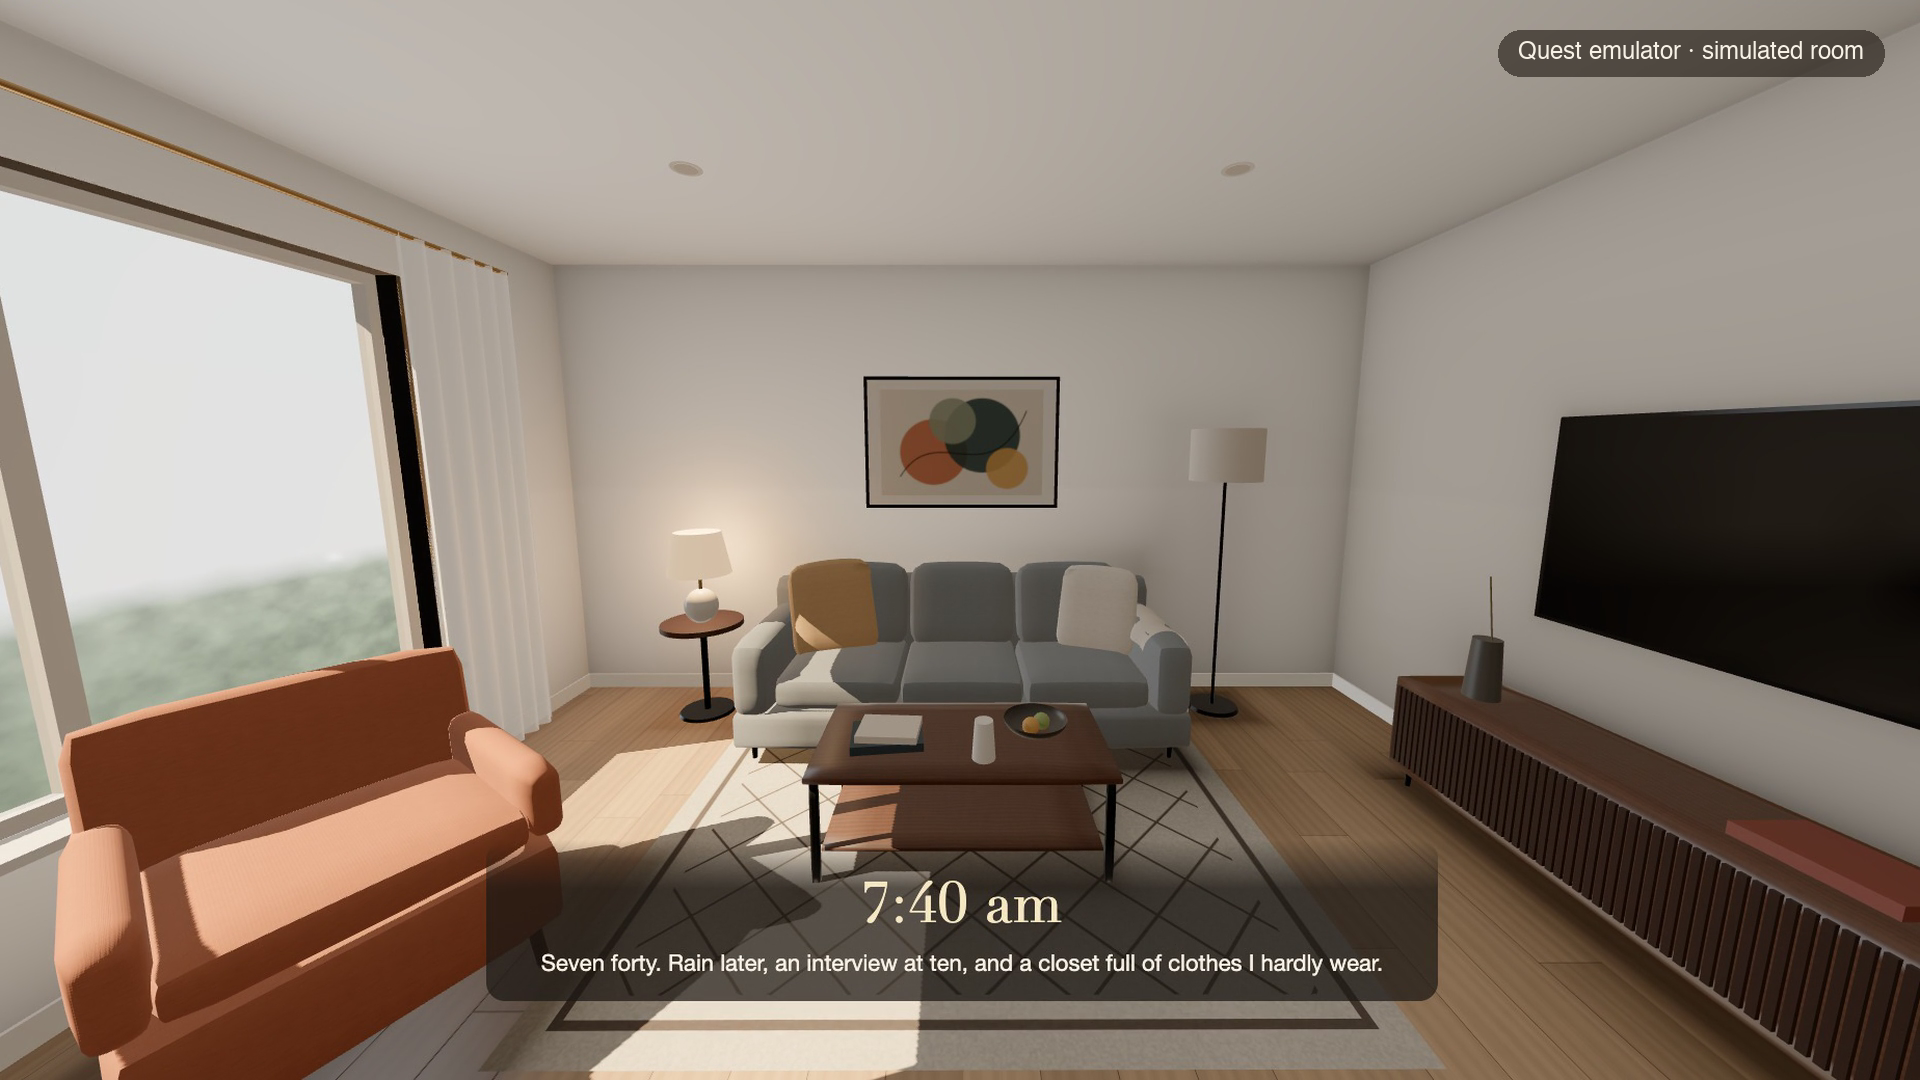 Quest emulator · simulated room
7:40 am
Seven forty. Rain later, an interview at ten, and a closet full of clothes I hardly wear.